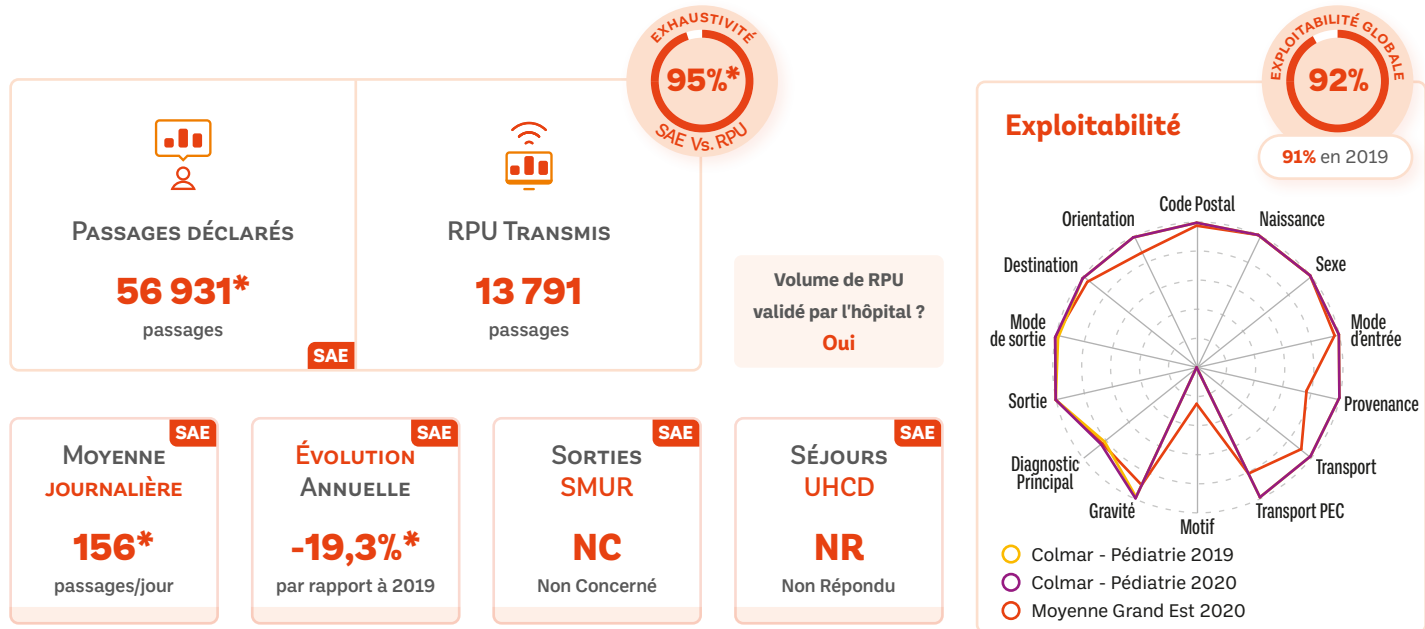 EXHAUSTIVITÉ
95%*
SAE Vs. RPU
PASSAGES DÉCLARÉS
56 931*
passages
SAE
RPU TRANSMIS
13 791
passages
Volume de RPU
validé par l'hôpital ?
Oui
SAE
MOYENNE
JOURNALIÈRE
156*
passages/jour
SAE
ÉVOLUTION
ANNUELLE
-19,3%*
par rapport à 2019
SAE
SORTIES
SMUR
NC
Non Concerné
SAE
SÉJOURS
UHCD
NR
Non Répondu
EXPLOITABILITÉ GLOBALE
92%
91% en 2019
Exploitabilité
Code Postal
Naissance
Sexe
Mode
d'entrée
Provenance
Transport
Transport PEC
Motif
Gravité
Diagnostic
Principal
Sortie
Mode
de sortie
Destination
Orientation
Colmar - Pédiatrie 2019
Colmar - Pédiatrie 2020
Moyenne Grand Est 2020